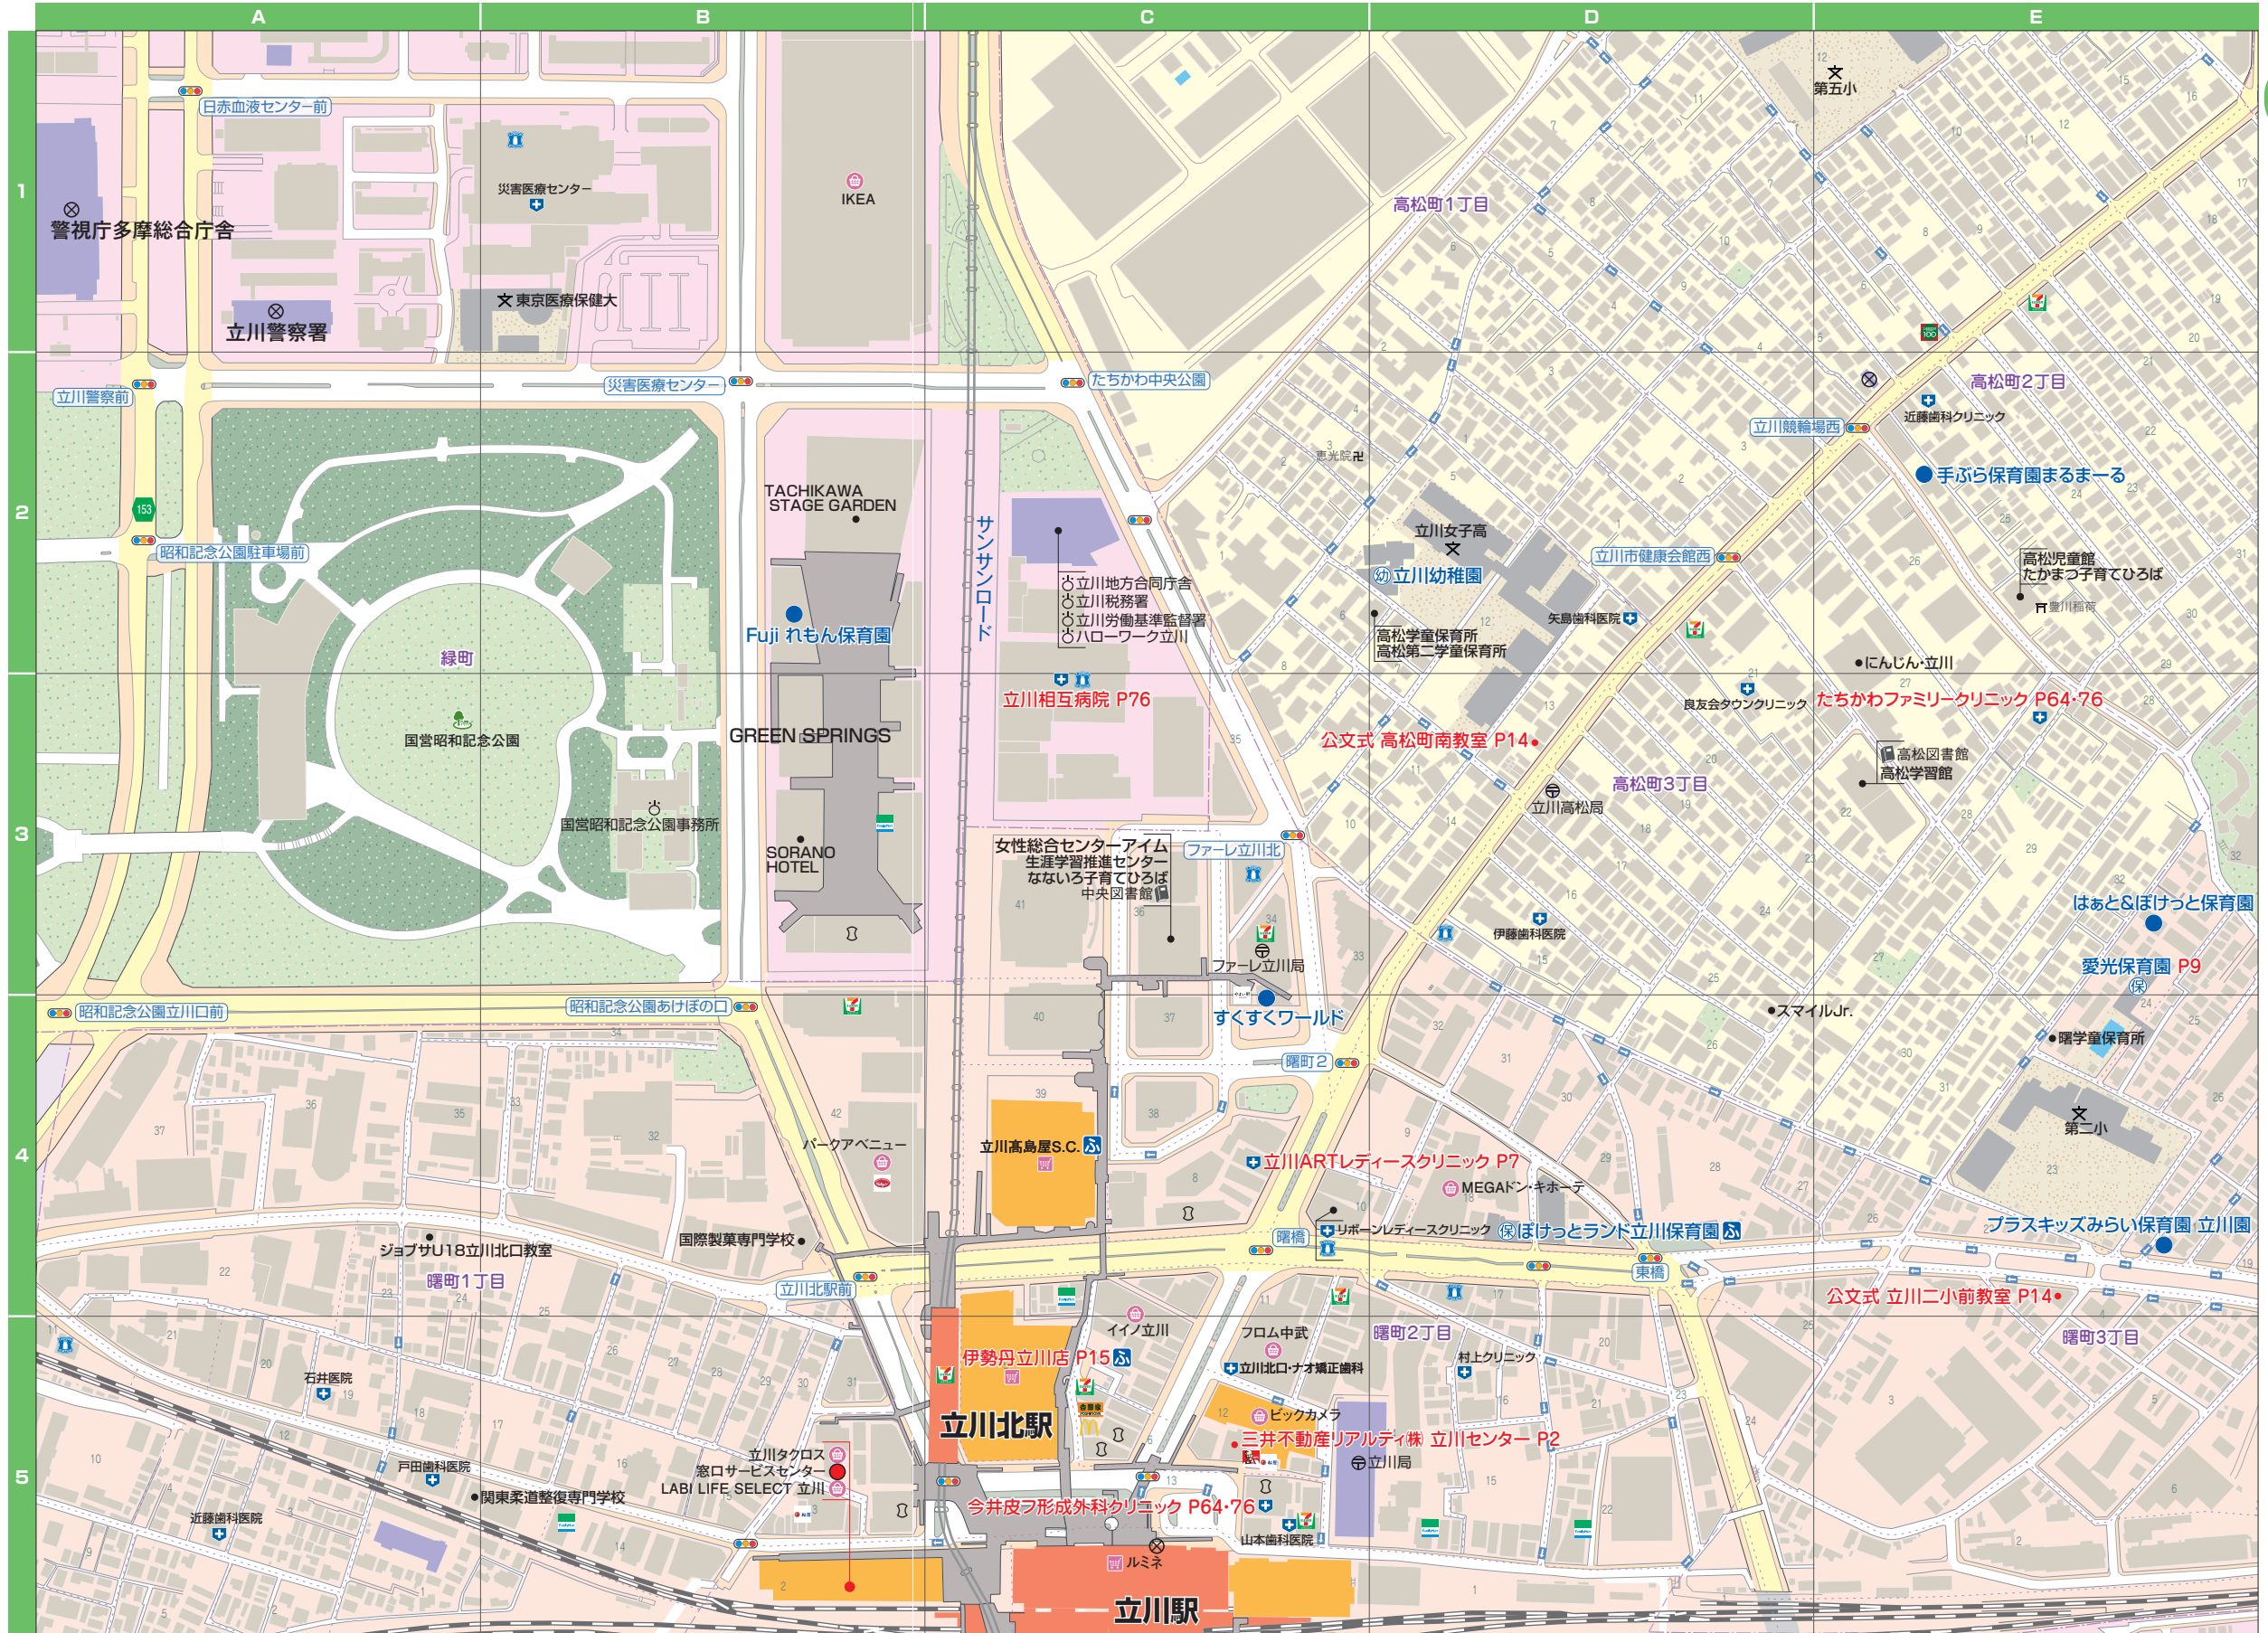 A
B
C
D
E
1
2
3
4
5
日赤血液センター前
災害医療センター
IKEA
警視庁多摩総合庁舎
東京医療保健大
立川警察署
高松町1丁目
第五小
立川警察前
災害医療センター
たちかわ中央公園
高松町2丁目
近藤歯科クリニック
立川競輪場西
恵光院
手ぶら保育園まるまーる
153
昭和記念公園駐車場前
TACHIKAWA
STAGE GARDEN
サンサンロード
立川女子高
立川幼稚園
幼
立川市健康会館西
高松児童館
たかまつ子育てひろば
豊川稲荷
立川地方合同庁舎
立川税務署
立川労働基準監督署
ハローワーク立川
Fuji れもん保育園
矢島歯科医院
高松学童保育所
高松第二学童保育所
緑町
にんじん・立川
立川相互病院 P76
良友会タウンクリニック
たちかわファミリークリニック P64・76
国営昭和記念公園
GREEN SPRINGS
公文式 高松町南教室 P14
高松図書館
高松学習館
高松町3丁目
立川高松局
国営昭和記念公園事務所
SORANO
HOTEL
女性総合センターアイム
生涯学習推進センター
なないろ子育てひろば
中央図書館
ファーレ立川北
はぁと&ぽけっと保育園
伊藤歯科医院
ファーレ立川局
愛光保育園 P9
保
昭和記念公園立川口前
昭和記念公園あけぼの口
すくすくワールド
スマイルJr.
曙学童保育所
曙町2
第二小
パークアベニュー
立川髙島屋S.C.
ふ
立川ARTレディースクリニック P7
MEGAドン・キホーテ
リボーンレディースクリニック
保
ぽけっとランド立川保育園
ふ
プラスキッズみらい保育園 立川園
国際製菓専門学校
ジョブサU18立川北口教室
曙町1丁目
曙橋
東橋
立川北駅前
公文式 立川二小前教室 P14
イイノ立川
フロム中武
曙町2丁目
曙町3丁目
伊勢丹立川店 P15
ふ
立川北口・ナオ矯正歯科
村上クリニック
石井医院
立川北駅
ビックカメラ
三井不動産リアルティ㈱ 立川センター P2
立川局
立川タクロス
窓口サービスセンター
LABI LIFE SELECT 立川
戸田歯科医院
関東柔道整復専門学校
今井皮フ形成外科クリニック P64・76
近藤歯科医院
山本歯科医院
ルミネ
立川駅